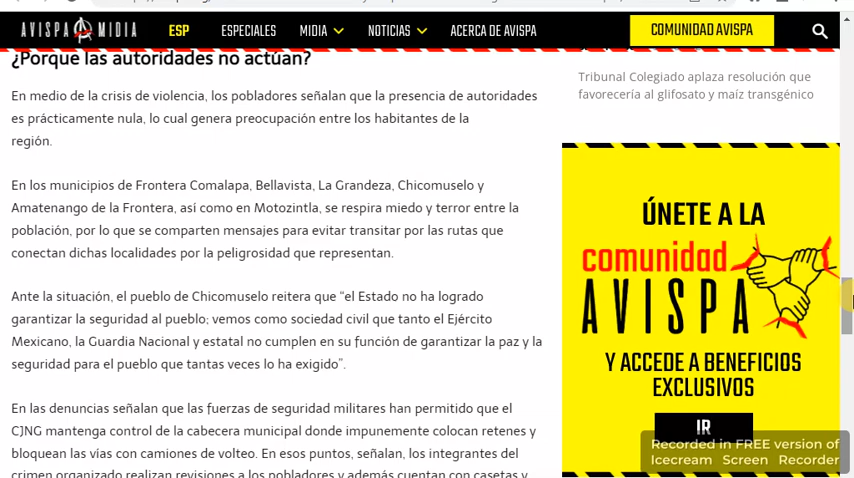 AVISPA MIDIA
ESP
ESPECIALES
MIDIA
NOTICIAS
ACERCA DE AVISPA
COMUNIDAD AVISPA
¿Porque las autoridades no actúan?
En medio de la crisis de violencia, los pobladores señalan que la presencia de autoridades
es prácticamente nula, lo cual genera preocupación entre los habitantes de la
región.
En los municipios de Frontera Comalapa, Bellavista, La Grandeza, Chicomuselo y
Amatenango de la Frontera, así como en Motozintla, se respira miedo y terror entre la
población, por lo que se comparten mensajes para evitar transitar por las rutas que
conectan dichas localidades por la peligrosidad que representan.
Ante la situación, el pueblo de Chicomuselo reitera que “el Estado no ha logrado
garantizar la seguridad al pueblo; vemos como sociedad civil que tanto el Ejército
Mexicano, la Guardia Nacional y estatal no cumplen en su función de garantizar la paz y la
seguridad para el pueblo que tantas veces lo ha exigido”.
En las denuncias señalan que las fuerzas de seguridad militares han permitido que el
CJNG mantenga control de la cabecera municipal donde impunemente colocan retenes y
bloquean las vías con camiones de volteo. En esos puntos, señalan, los integrantes del
crimen organizado realizan revisiones a los pobladores y además cuentan con casetas y
Tribunal Colegiado aplaza resolución que
favorecería al glifosato y maíz transgénico
ÚNETE A LA
comunidad
AVISPA
Y ACCEDE A BENEFICIOS
EXCLUSIVOS
IR
Recorded in FREE version of
Icecream Screen Recorder